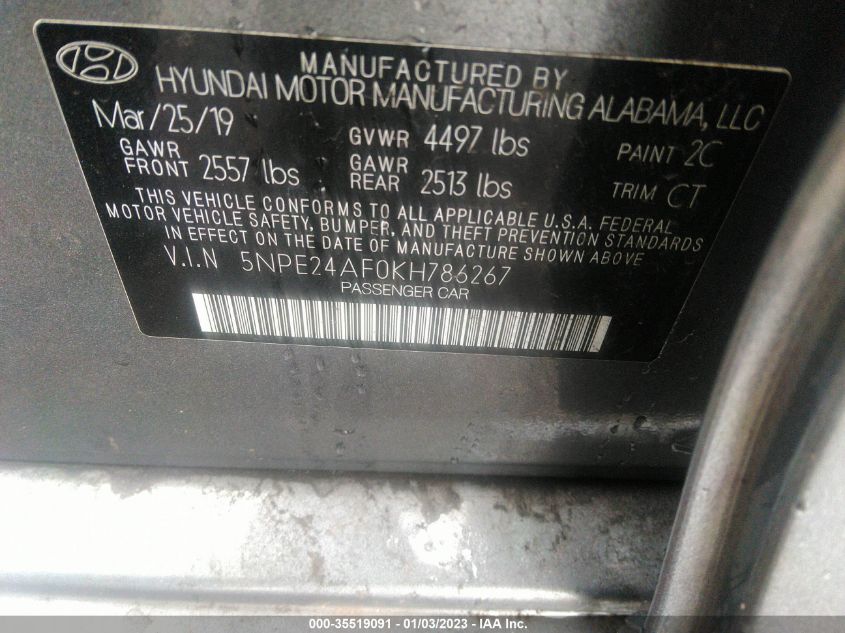 MANUFACTURED BY
HYUNDAI MOTOR MANUFACTURING ALABAMA, LLC
Mar/25/19
GVWR 4497 lbs
PAINT 2C
GAWR FRONT 2557 lbs
GAWR REAR 2513 lbs
TRIM CT
THIS VEHICLE CONFORMS TO ALL APPLICABLE U.S.A. FEDERAL
MOTOR VEHICLE SAFETY, BUMPER, AND THEFT PREVENTION STANDARDS
IN EFFECT ON THE DATE OF MANUFACTURE SHOWN ABOVE
V.I.N 5NPE24AF0KH786267
PASSENGER CAR
000-35519091 - 01/03/2023 - IAA Inc.